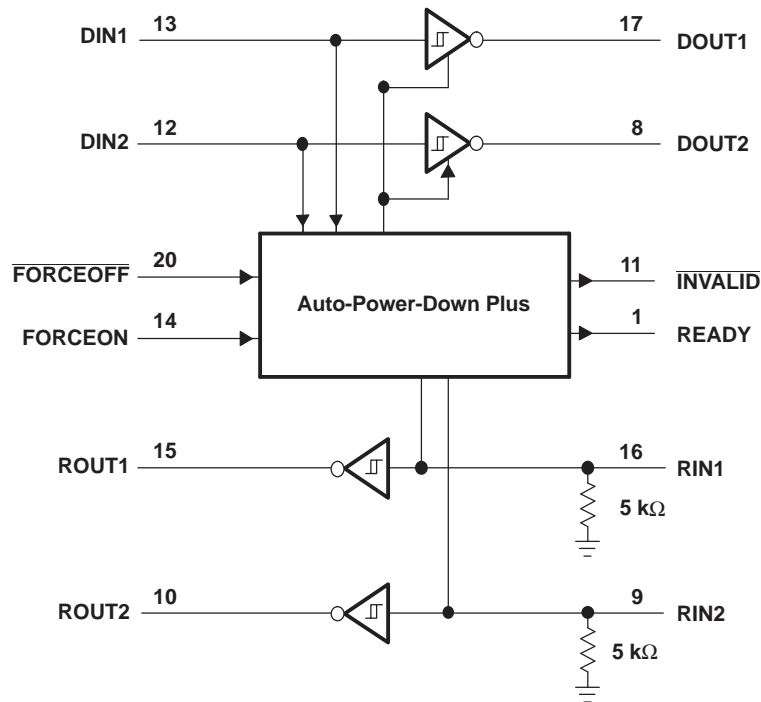 DIN1 13 17 DOUT1
DIN2 12 8 DOUT2
FORCEOFF 20 11 INVALID
Auto-Power-Down Plus
FORCEON 14 1 READY
ROUT1 15 16 RIN1
5 kΩ
ROUT2 10 9 RIN2
5 kΩ